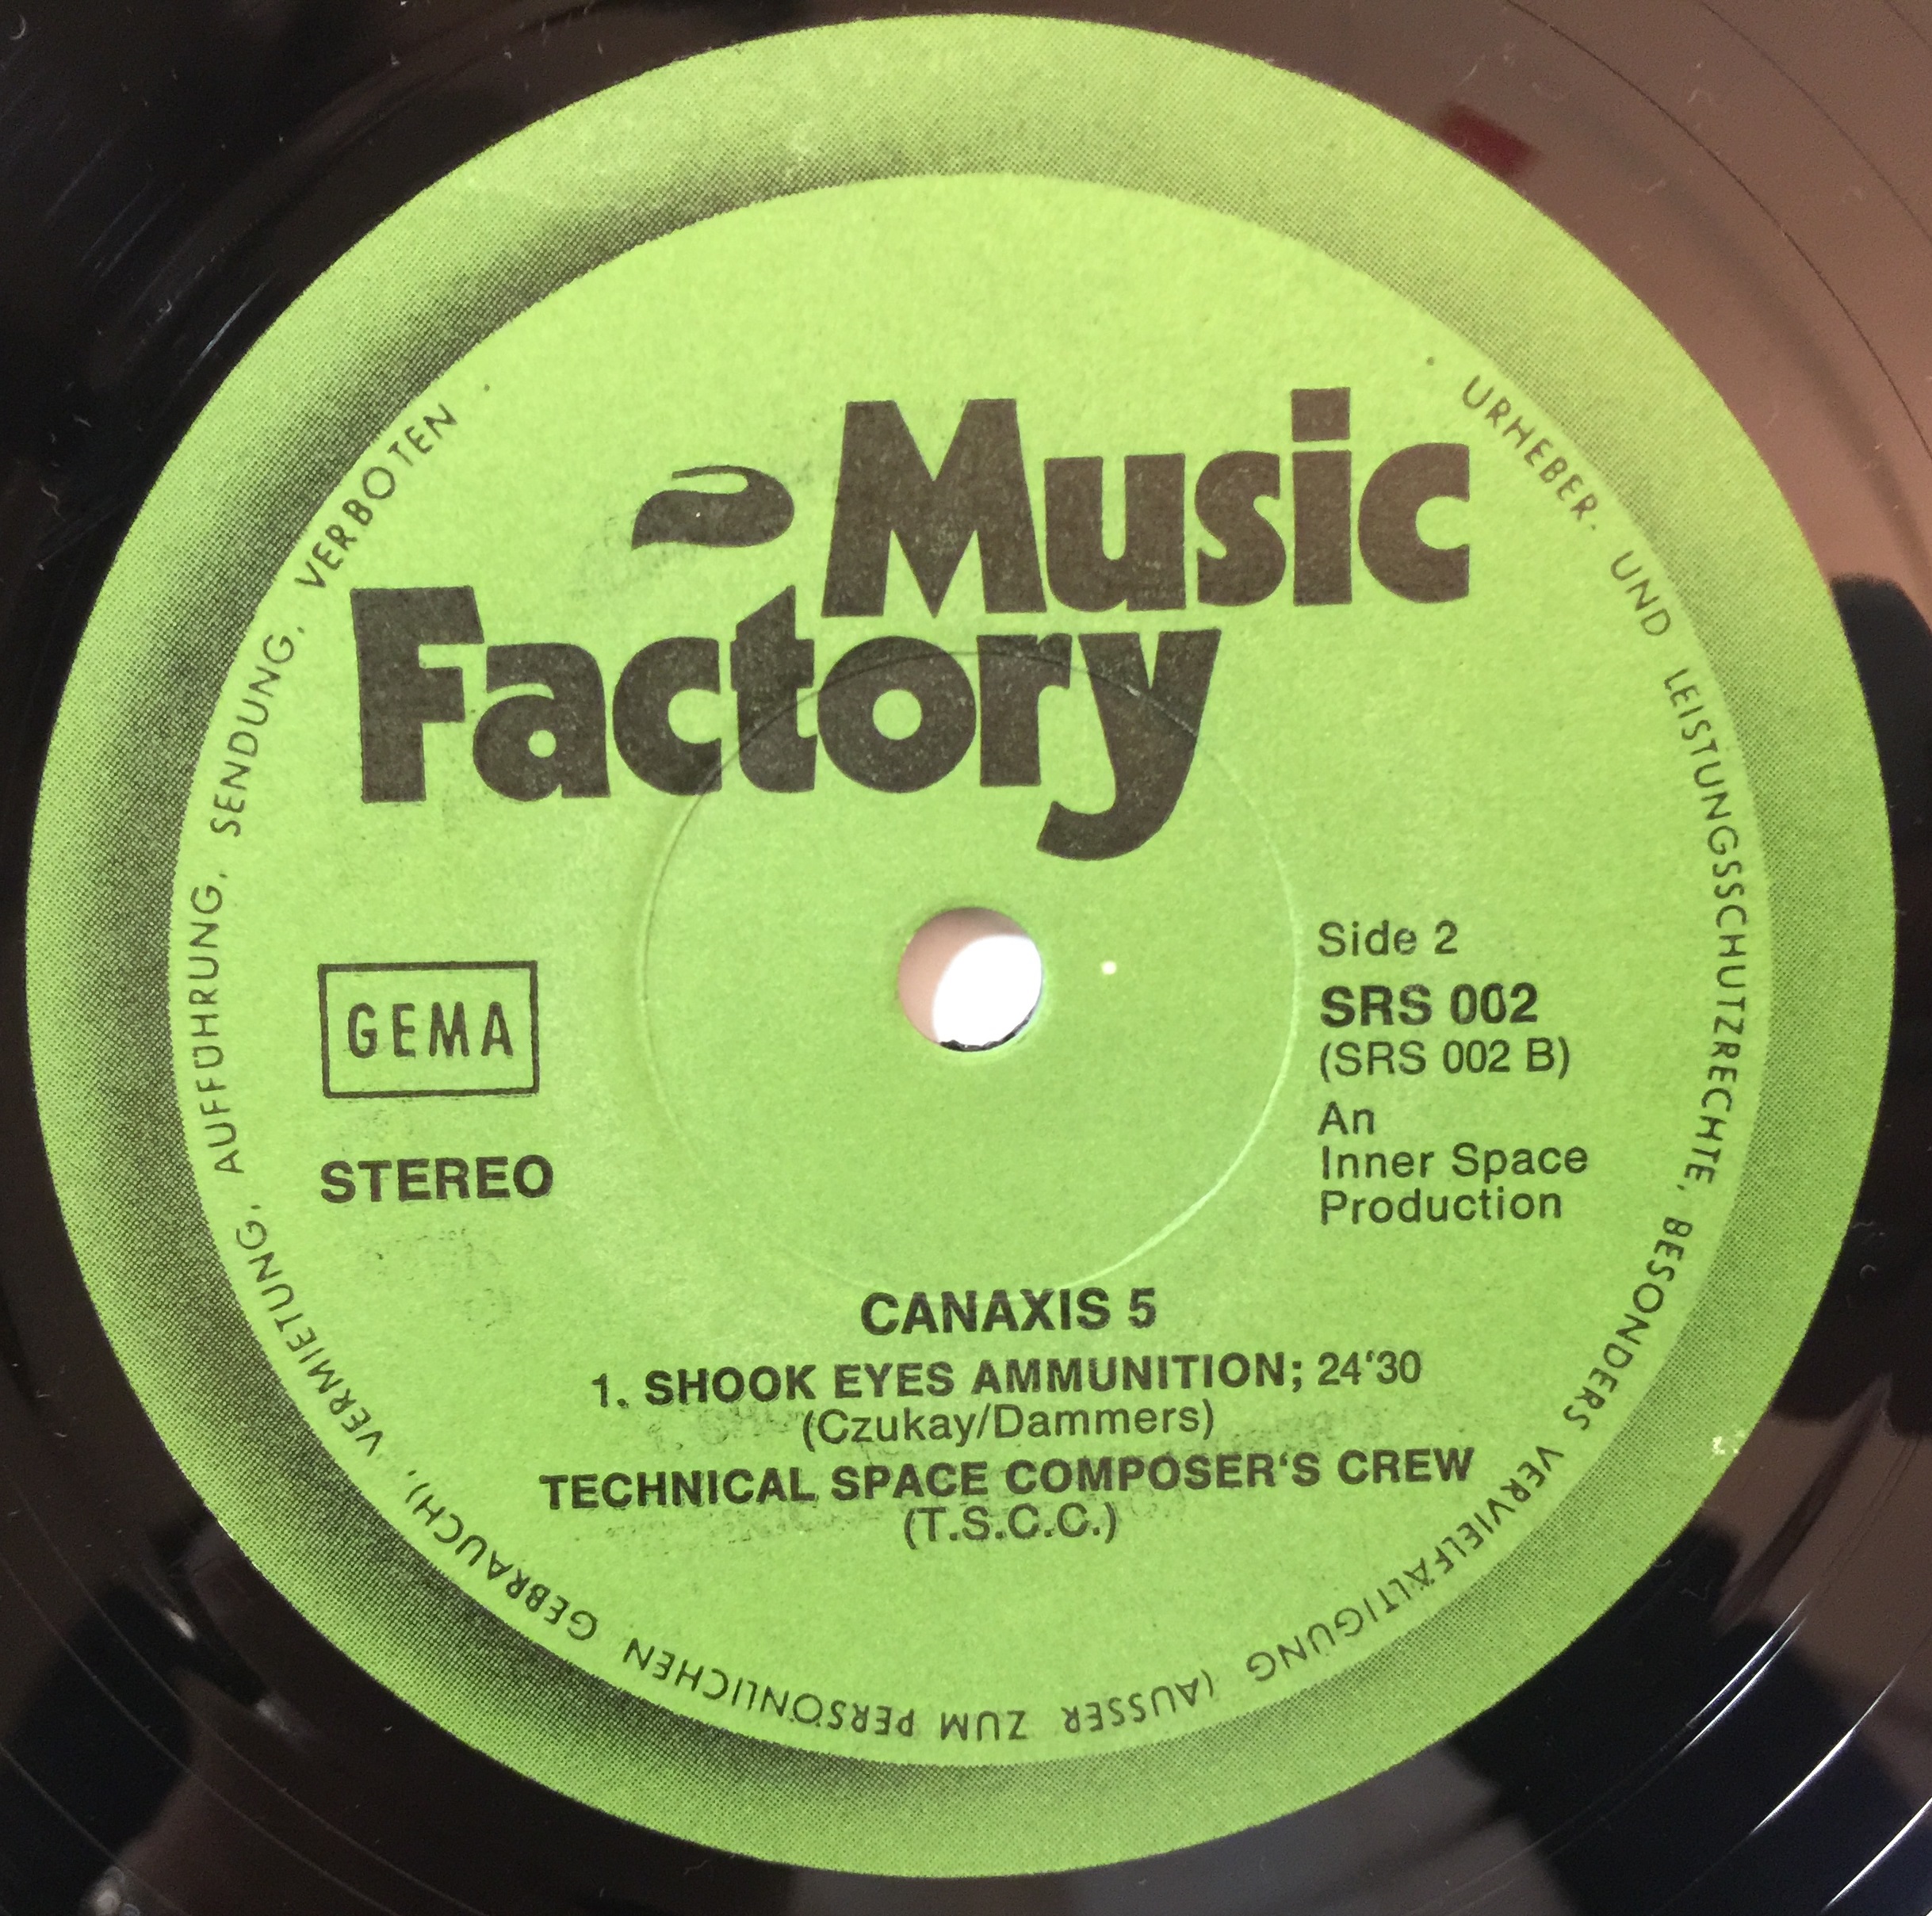 Music
Factory
GEMA
STEREO
Side 2
SRS 002
(SRS 002 B)
An
Inner Space
Production
CANAXIS 5
1. SHOOK EYES AMMUNITION; 24'30
(Czukay/Dammers)
TECHNICAL SPACE COMPOSER'S CREW
(T.S.C.C.)
· URHEBER- UND LEISTUNGSSCHUTZRECHTE, BESONDERS VERVIELFÄLTIGUNG (AUSSER ZUM PERSÖNLICHEN GEBRAUCH), VERMIETUNG, AUFFÜHRUNG, SENDUNG, VERBOTEN ·